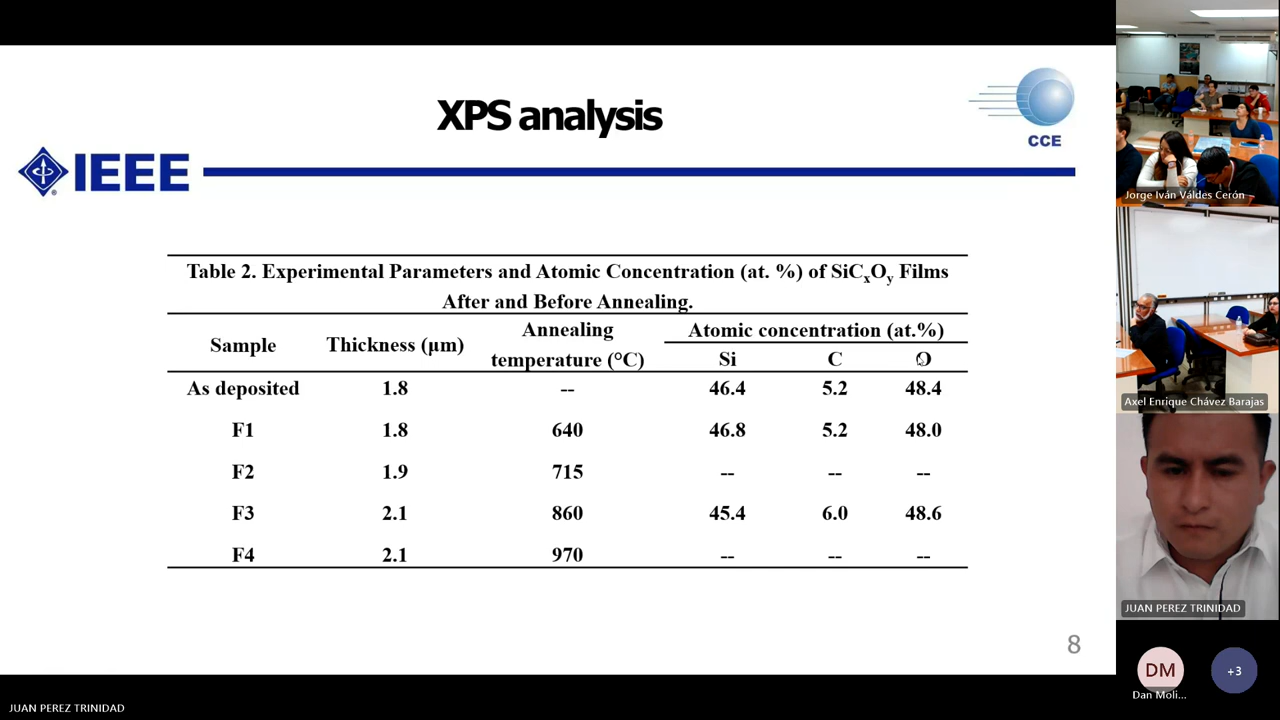 XPS analysis
CCE
IEEE
Table 2. Experimental Parameters and Atomic Concentration (at. %) of SiCxOy Films
After and Before Annealing.
Sample Thickness (μm) Annealing temperature (°C) Atomic concentration (at.%)
Si C O
As deposited 1.8 -- 46.4 5.2 48.4
F1 1.8 640 46.8 5.2 48.0
F2 1.9 715 -- -- --
F3 2.1 860 45.4 6.0 48.6
F4 2.1 970 -- -- --
8
JUAN PEREZ TRINIDAD
Jorge Iván Váldes Cerón
Axel Enrique Chávez Barajas
JUAN PEREZ TRINIDAD
DM
Dan Moli...
+3